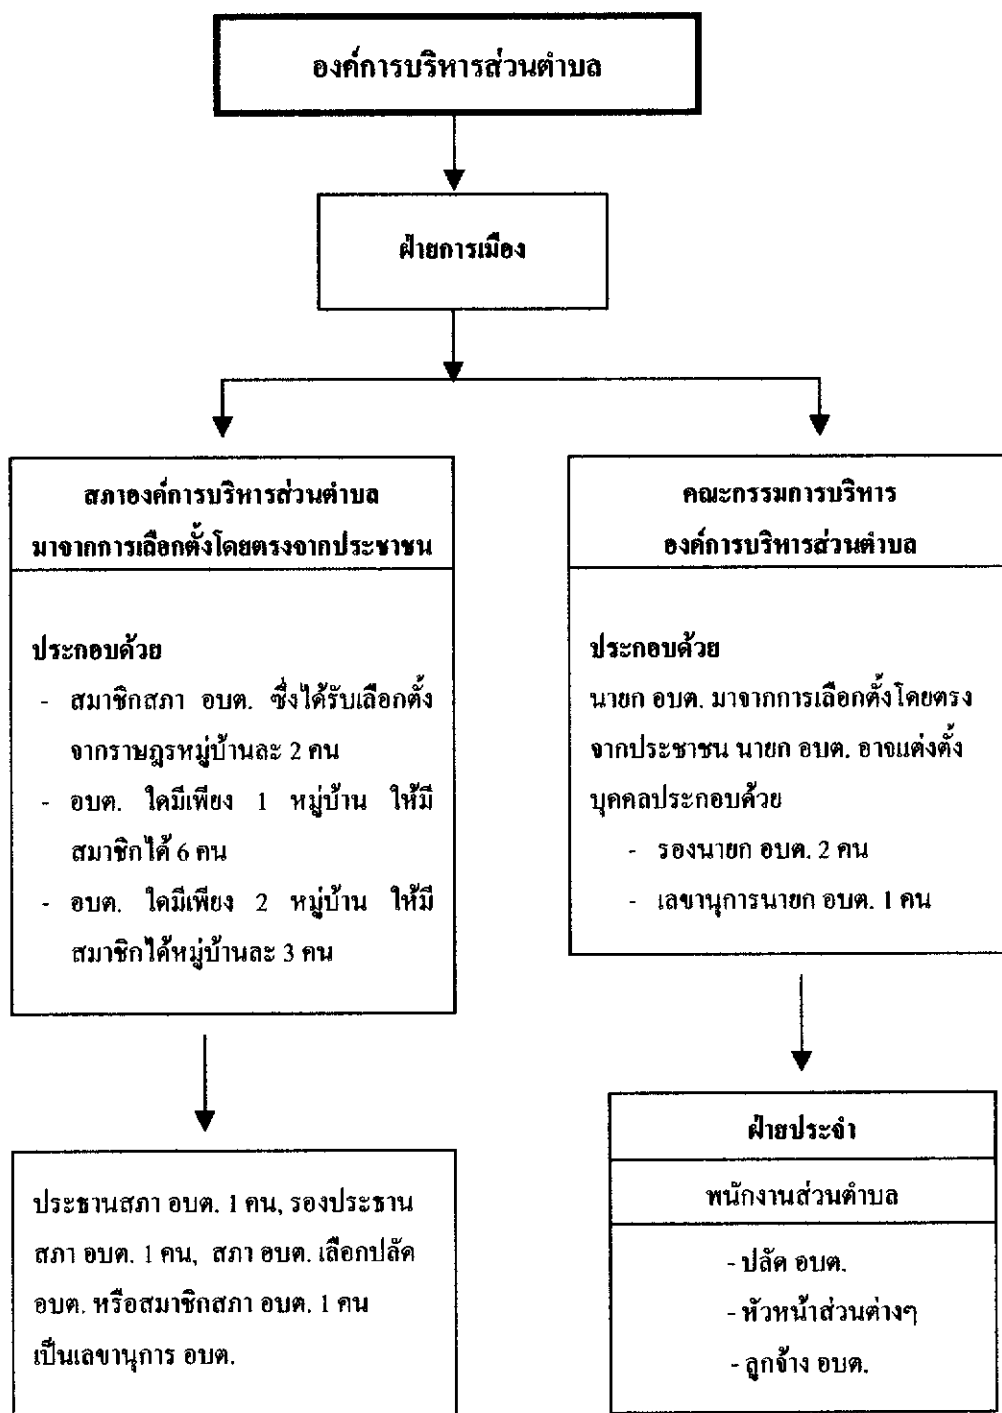 องค์การบริหารส่วนตำบล
ฝ่ายการเมือง
สภาองค์การบริหารส่วนตำบล
มาจากการเลือกตั้งโดยตรงจากประชาชน
ประกอบด้วย
- สมาชิกสภา อบต. ซึ่งได้รับเลือกตั้ง
จากราษฎรหมู่บ้านละ 2 คน
- อบต. ใดมีเพียง 1 หมู่บ้าน ให้มี
สมาชิกได้ 6 คน
- อบต. ใดมีเพียง 2 หมู่บ้าน ให้มี
สมาชิกได้หมู่บ้านละ 3 คน
ประธานสภา อบต. 1 คน, รองประธาน
สภา อบต. 1 คน, สภา อบต. เลือกปลัด
อบต. หรือสมาชิกสภา อบต. 1 คน
เป็นเลขานุการ อบต.
คณะกรรมการบริหาร
องค์การบริหารส่วนตำบล
ประกอบด้วย
นายก อบต. มาจากการเลือกตั้งโดยตรง
จากประชาชน นายก อบต. อาจแต่งตั้ง
บุคคลประกอบด้วย
- รองนายก อบต. 2 คน
- เลขานุการนายก อบต. 1 คน
ฝ่ายประจำ
พนักงานส่วนตำบล
- ปลัด อบต.
- หัวหน้าส่วนต่างๆ
- ลูกจ้าง อบต.